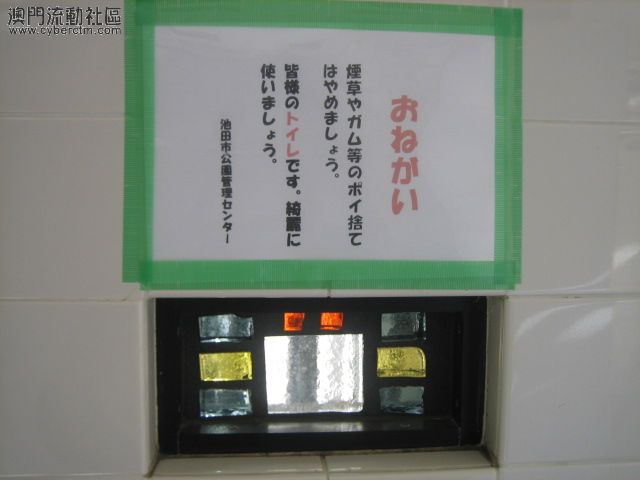 澳門流動社區
www.cyberctm.com
おねがい
煙草やガム等のポイ捨て
はやめましょう。
皆様のトイレです。綺麗に
使いましょう。
池田市公園管理センター